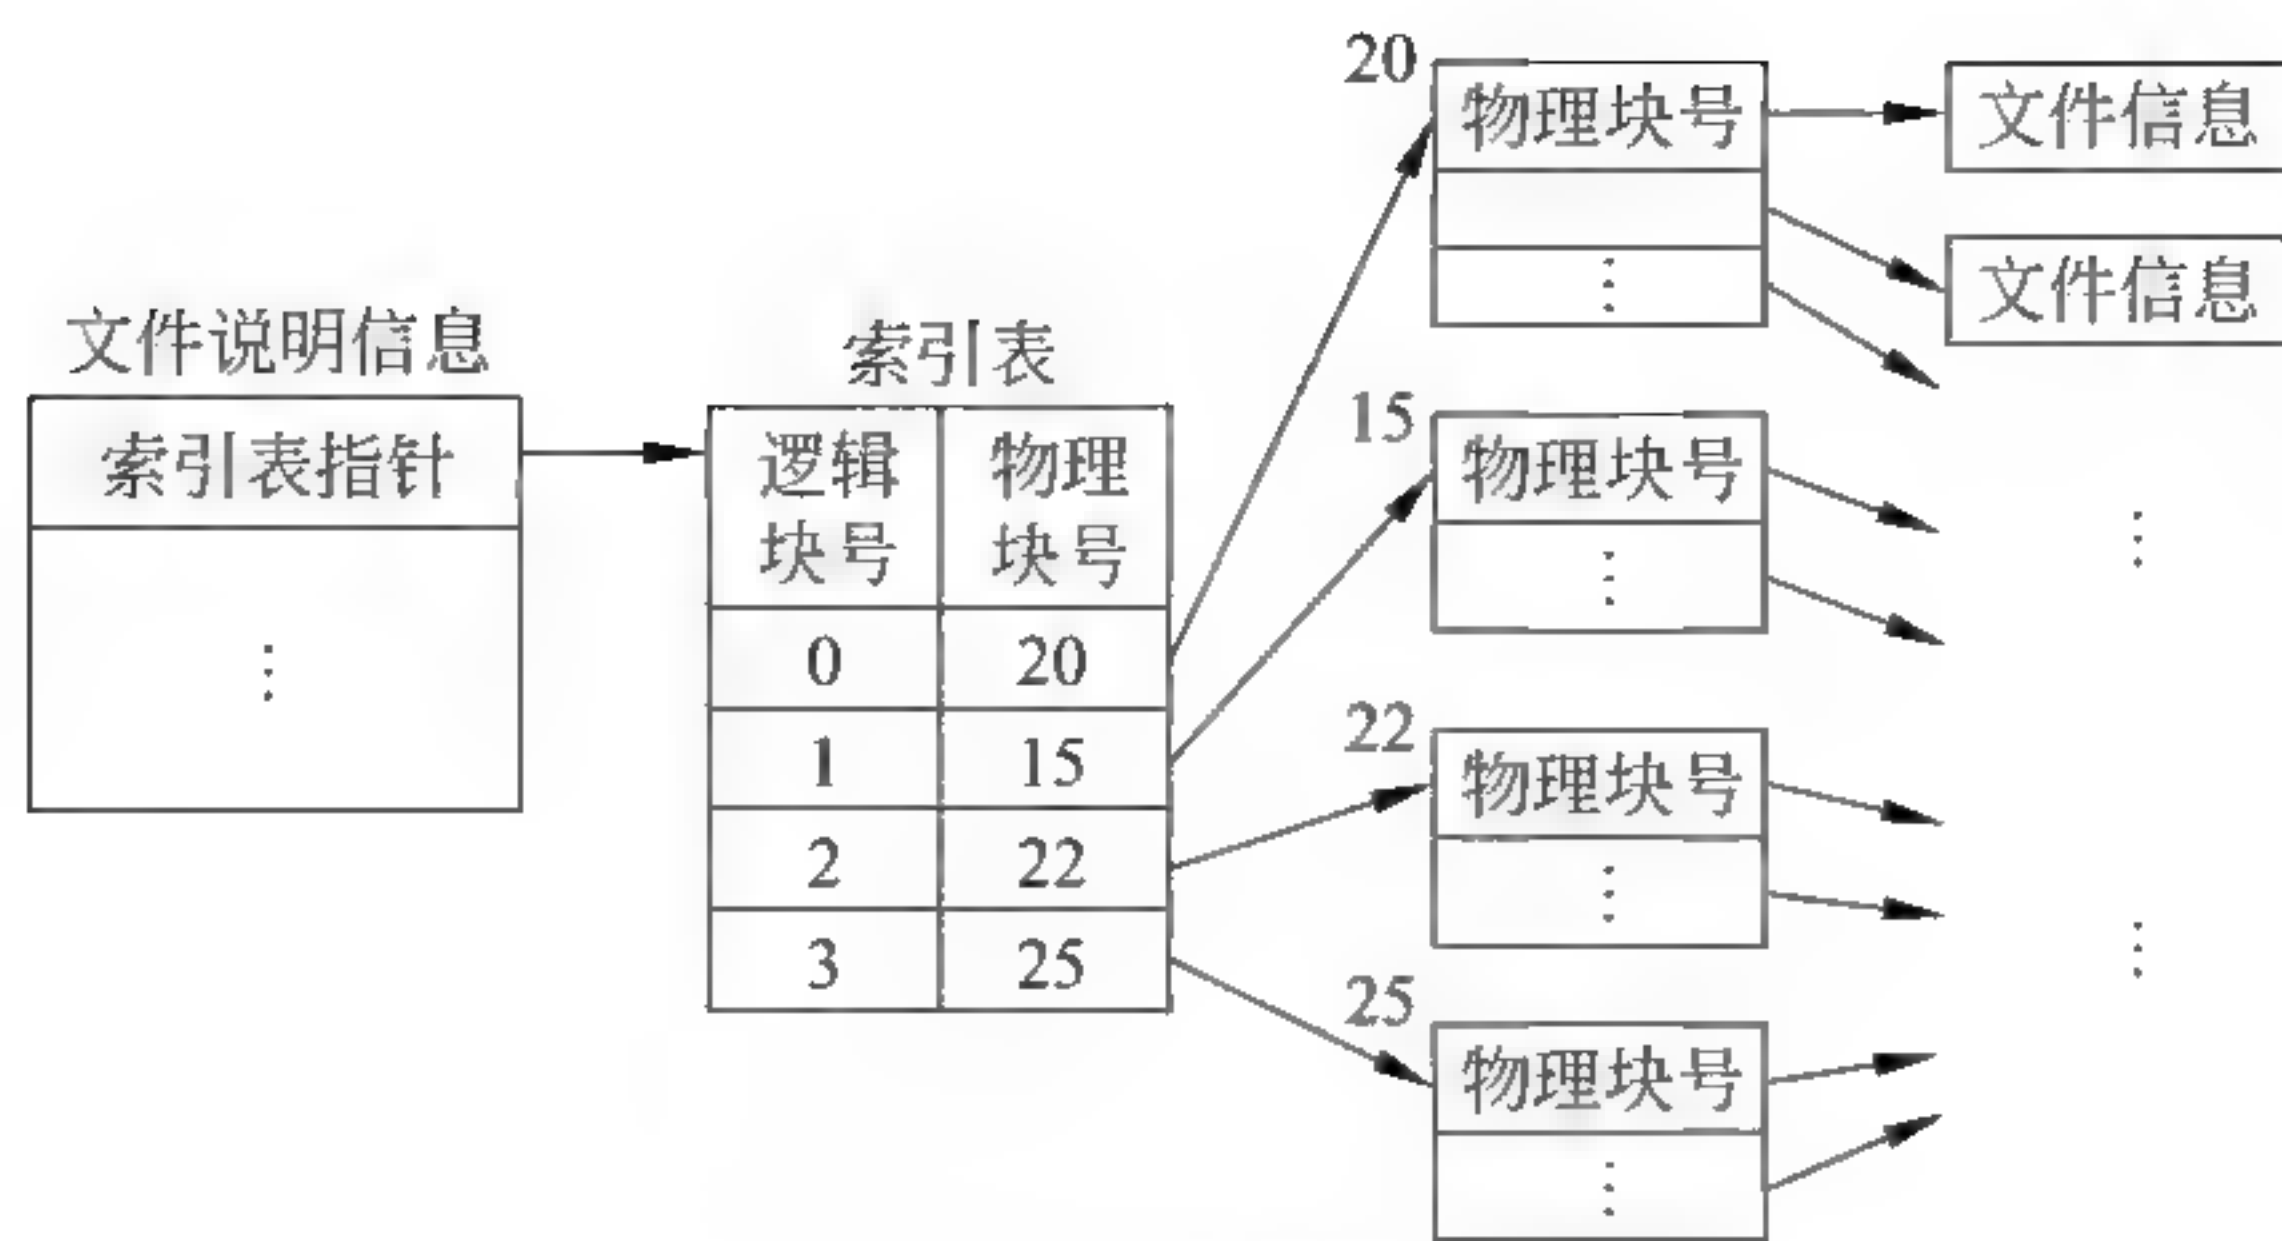 文件说明信息
索引表指针
⋮
索引表
逻辑块号 物理块号
0 20
1 15
2 22
3 25
20
物理块号
⋮
文件信息
文件信息
15
物理块号
⋮
⋮
22
物理块号
⋮
⋮
25
物理块号
⋮